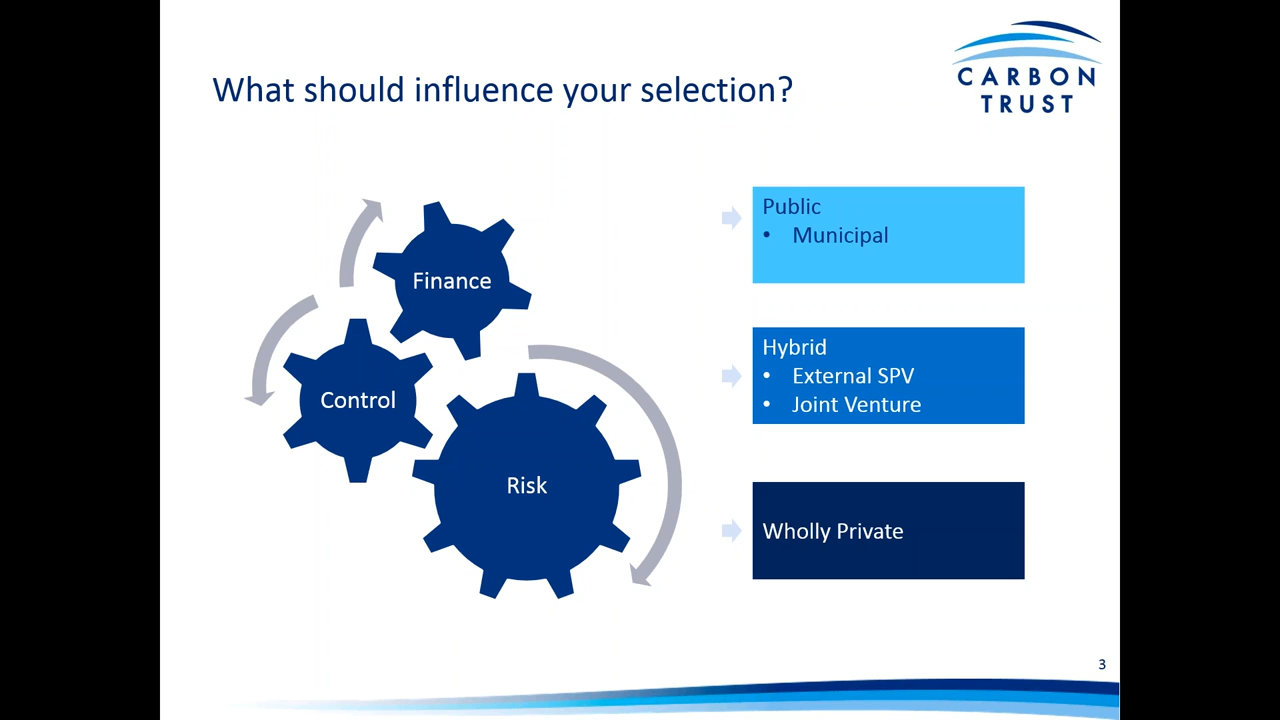 What should influence your selection?
CARBON
TRUST
Finance
Control
Risk
Public
• Municipal
Hybrid
• External SPV
• Joint Venture
Wholly Private
3